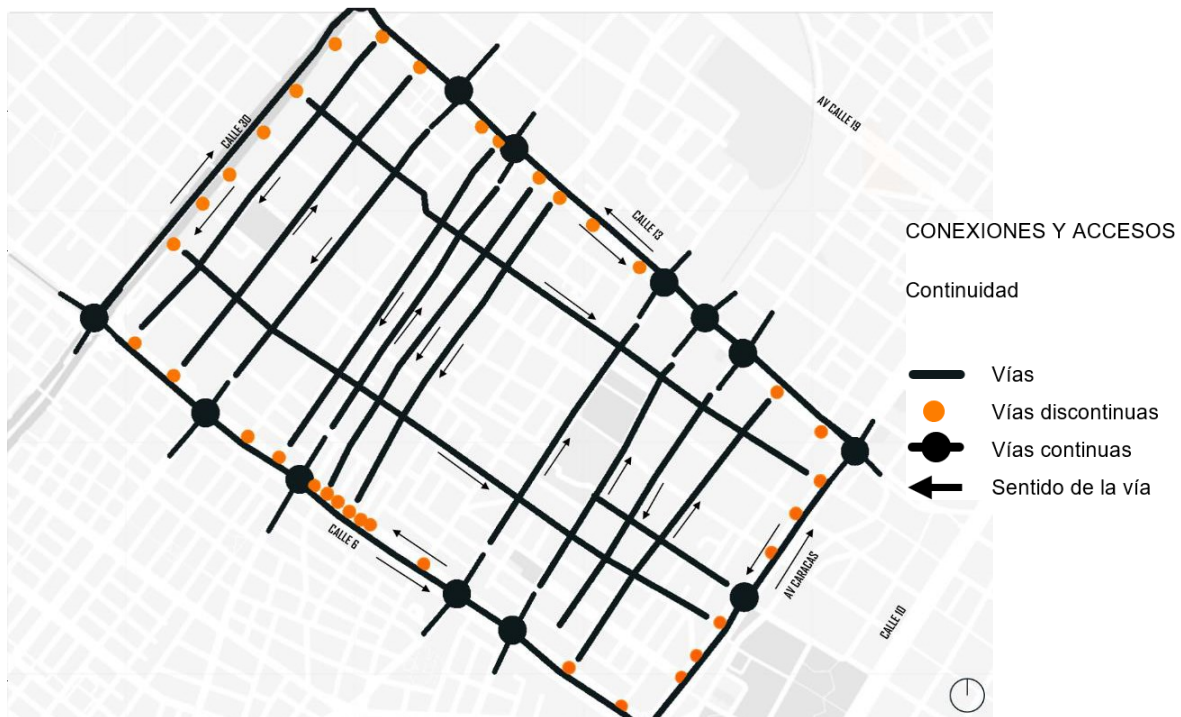 AV CALLE 19
CALLE 30
CALLE 13
CONEXIONES Y ACCESOS
Continuidad
Vías
Vías discontinuas
Vías continuas
Sentido de la vía
CALLE 6
AV CARACAS
CALLE 10